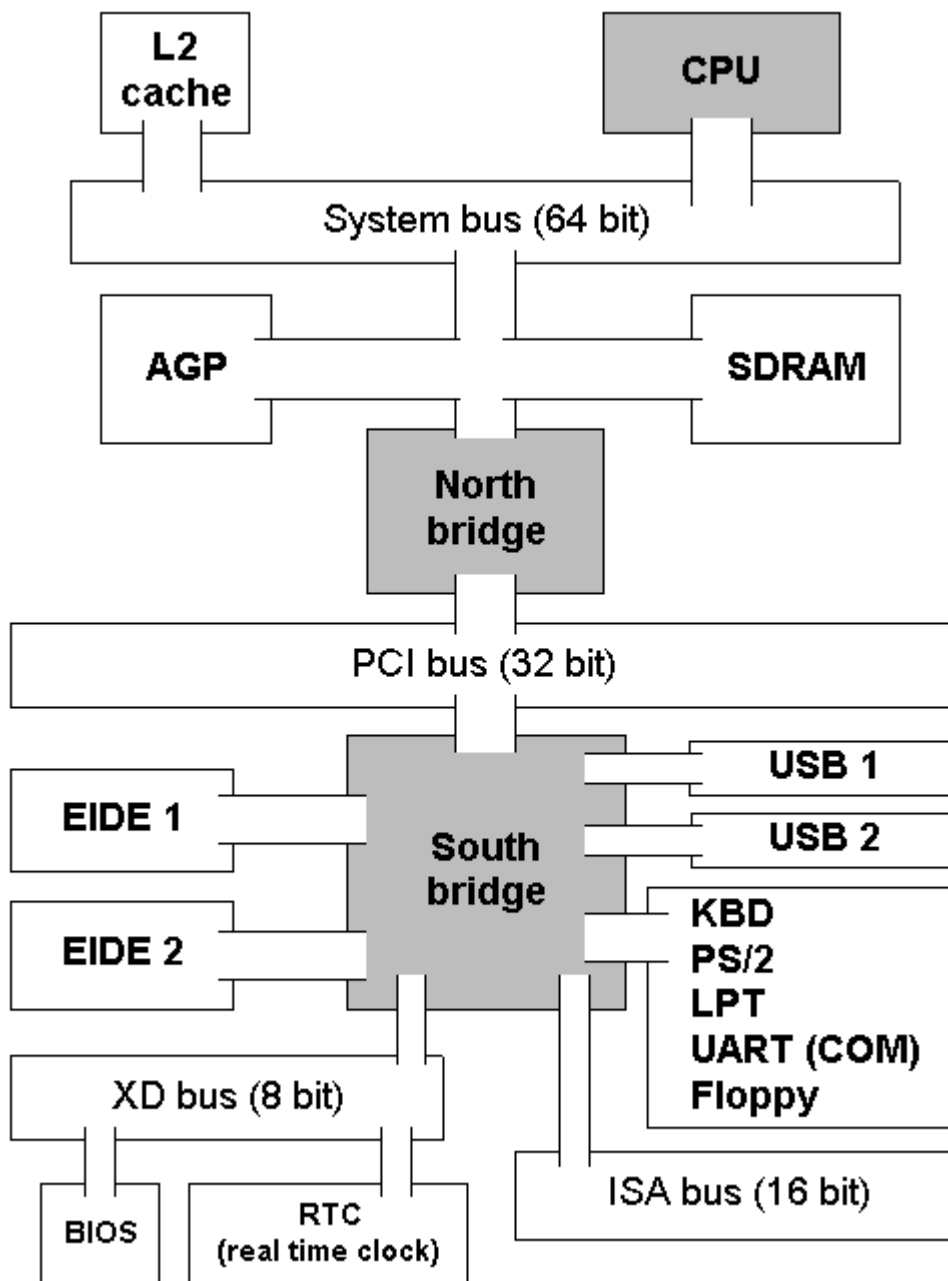 L2
cache
CPU
System bus (64 bit)
AGP
SDRAM
North
bridge
PCI bus (32 bit)
EIDE 1
EIDE 2
South
bridge
USB 1
USB 2
KBD
PS/2
LPT
UART (COM)
Floppy
XD bus (8 bit)
ISA bus (16 bit)
BIOS
RTC
(real time clock)